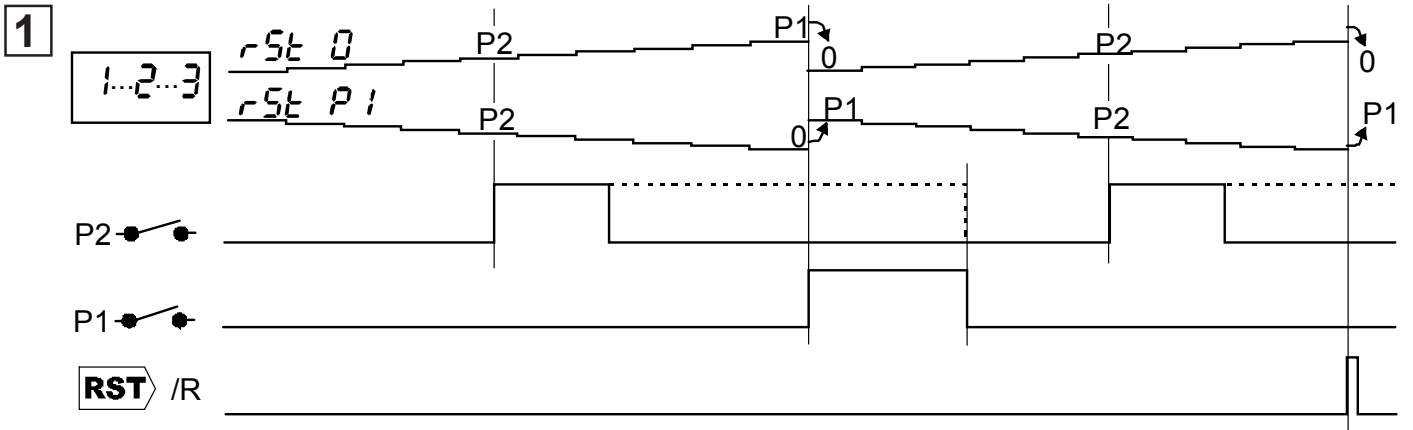 1
P1
rSt 0 P2 0 P2 0
1...2...3
rSt P1 P2 0 P1 P2 P1
P2
P1
RST /R